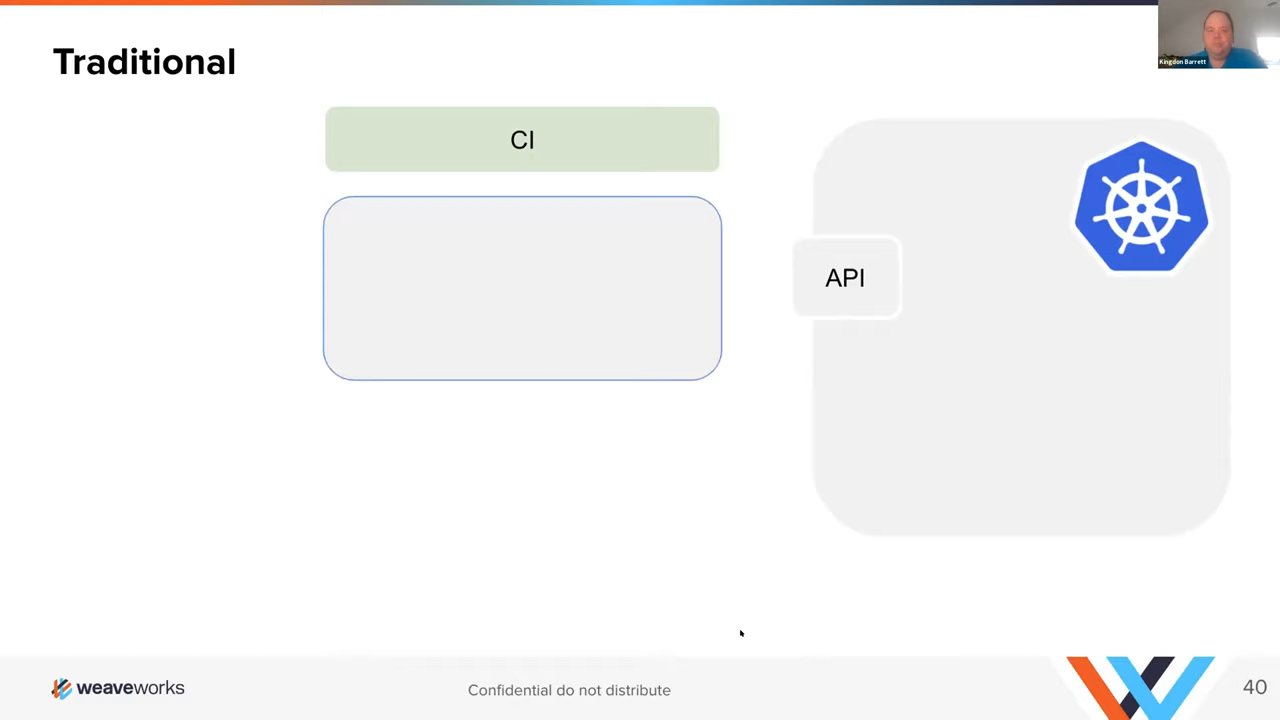 Traditional
Kingdon Barrett
CI
API
weaveworks
Confidential do not distribute
40